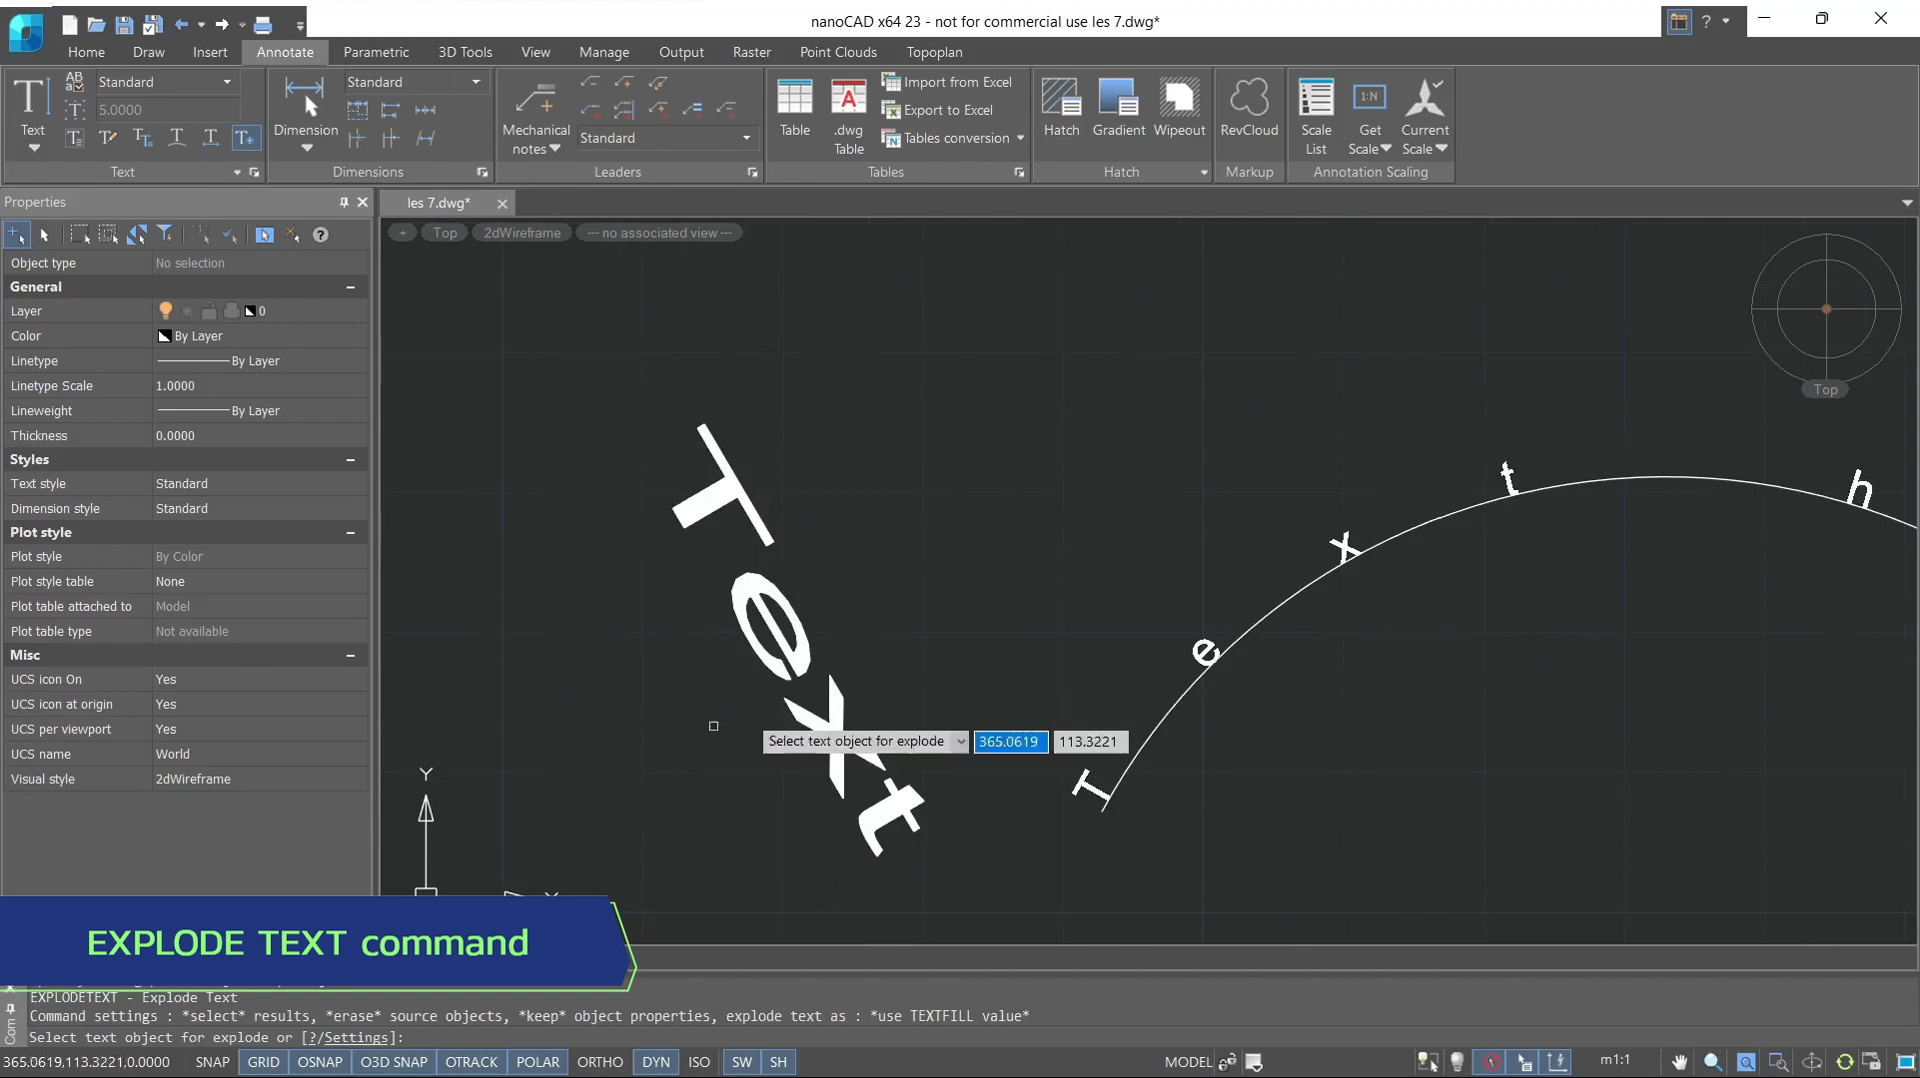 nanoCAD x64 23 - not for commercial use les 7.dwg*
?
Home Draw Insert Annotate Parametric 3D Tools View Manage Output Raster Point Clouds Topoplan
Standard
5.0000
Text
Text
Standard
Dimension
Dimensions
Mechanical
notes
Standard
Leaders
Table
.dwg
Table
Import from Excel
Export to Excel
Tables conversion
Tables
Hatch
Gradient
Wipeout
Hatch
RevCloud
Markup
Scale
List
1:N
Get
Scale
Current
Scale
Annotation Scaling
Properties
les 7.dwg*
+ Top 2dWireframe --- no associated view ---
Object type No selection
General
Layer 0
Color By Layer
Linetype By Layer
Linetype Scale 1.0000
Lineweight By Layer
Thickness 0.0000
Styles
Text style Standard
Dimension style Standard
Plot style
Plot style By Color
Plot style table None
Plot table attached to Model
Plot table type Not available
Misc
UCS icon On Yes
UCS icon at origin Yes
UCS per viewport Yes
UCS name World
Visual style 2dWireframe
Top
Text
Text h
Select text object for explode 365.0619 113.3221
Y
EXPLODE TEXT command
EXPLODETEXT - Explode Text
Command settings : *select* results, *erase* source objects, *keep* object properties, explode text as : *use TEXTFILL value*
Select text object for explode or [?/Settings]:
Com
365.0619,113.3221,0.0000 SNAP GRID OSNAP O3D SNAP OTRACK POLAR ORTHO DYN ISO SW SH MODEL m1:1